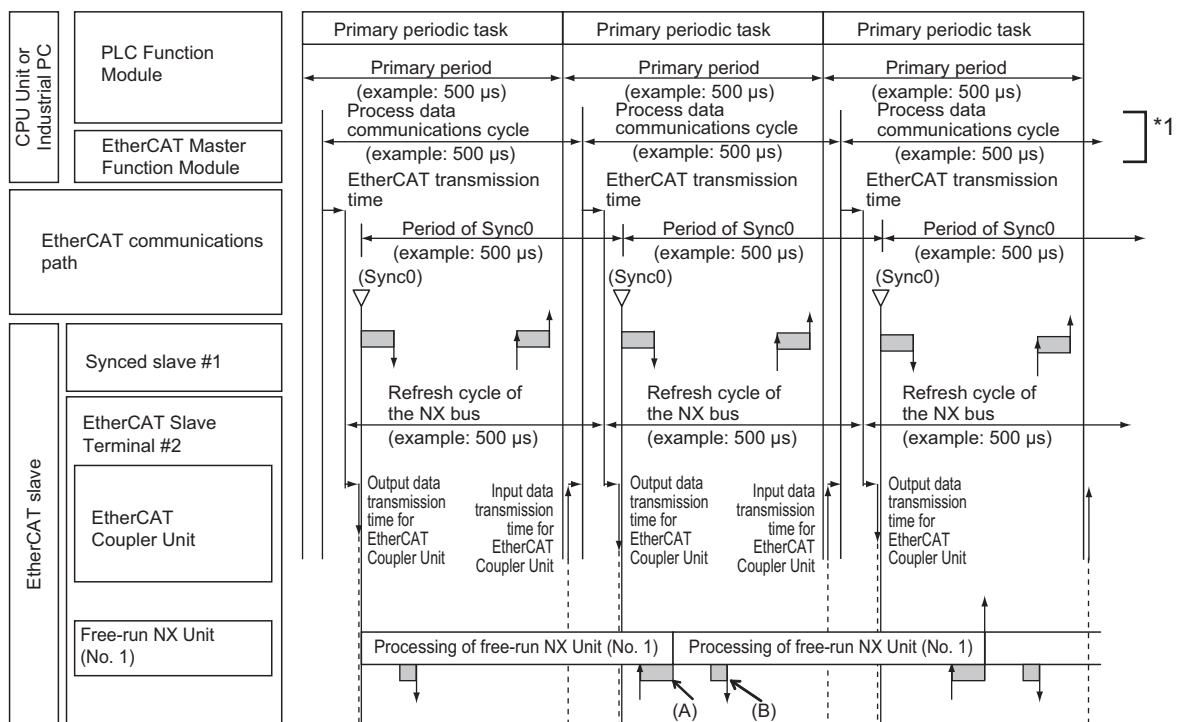 CPU Unit or
Industrial PC
PLC Function
Module
EtherCAT Master
Function Module
Primary periodic task
Primary periodic task
Primary periodic task
Primary period
(example: 500 µs)
Primary period
(example: 500 µs)
Primary period
(example: 500 µs)
Process data
communications cycle
(example: 500 µs)
Process data
communications cycle
(example: 500 µs)
Process data
communications cycle
(example: 500 µs)
*1
EtherCAT communications
path
EtherCAT transmission
time
EtherCAT transmission
time
EtherCAT transmission
time
Period of Sync0
(example: 500 µs)
Period of Sync0
(example: 500 µs)
Period of Sync0
(example: 500 µs)
(Sync0)
(Sync0)
(Sync0)
EtherCAT slave
Synced slave #1
EtherCAT Slave
Terminal #2
Refresh cycle of
the NX bus
(example: 500 µs)
Refresh cycle of
the NX bus
(example: 500 µs)
Refresh cycle of
the NX bus
(example: 500 µs)
EtherCAT
Coupler Unit
Output data
transmission
time for
EtherCAT
Coupler Unit
Input data
transmission
time for
EtherCAT
Coupler Unit
Output data
transmission
time for
EtherCAT
Coupler Unit
Input data
transmission
time for
EtherCAT
Coupler Unit
Output data
transmission
time for
EtherCAT
Coupler Unit
Free-run NX Unit
(No. 1)
Processing of free-run NX Unit (No. 1)
Processing of free-run NX Unit (No. 1)
(A)
(B)